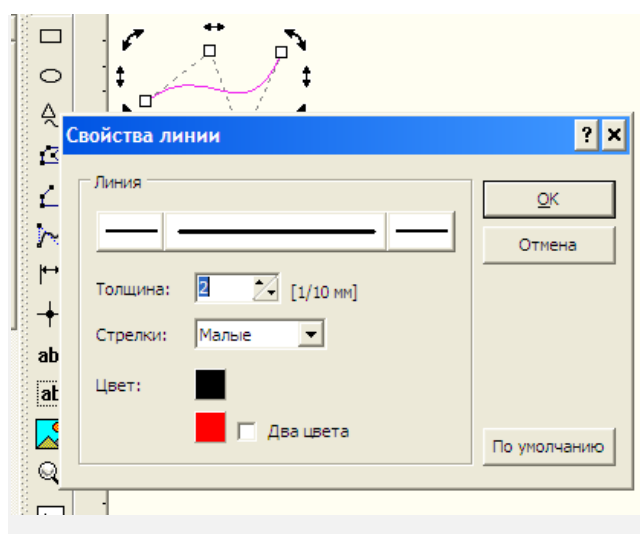 Свойства линии
Линия
OK
Отмена
Толщина: 2 [1/10 мм]
Стрелки: Малые
Цвет:
Два цвета
По умолчанию
ab
ab